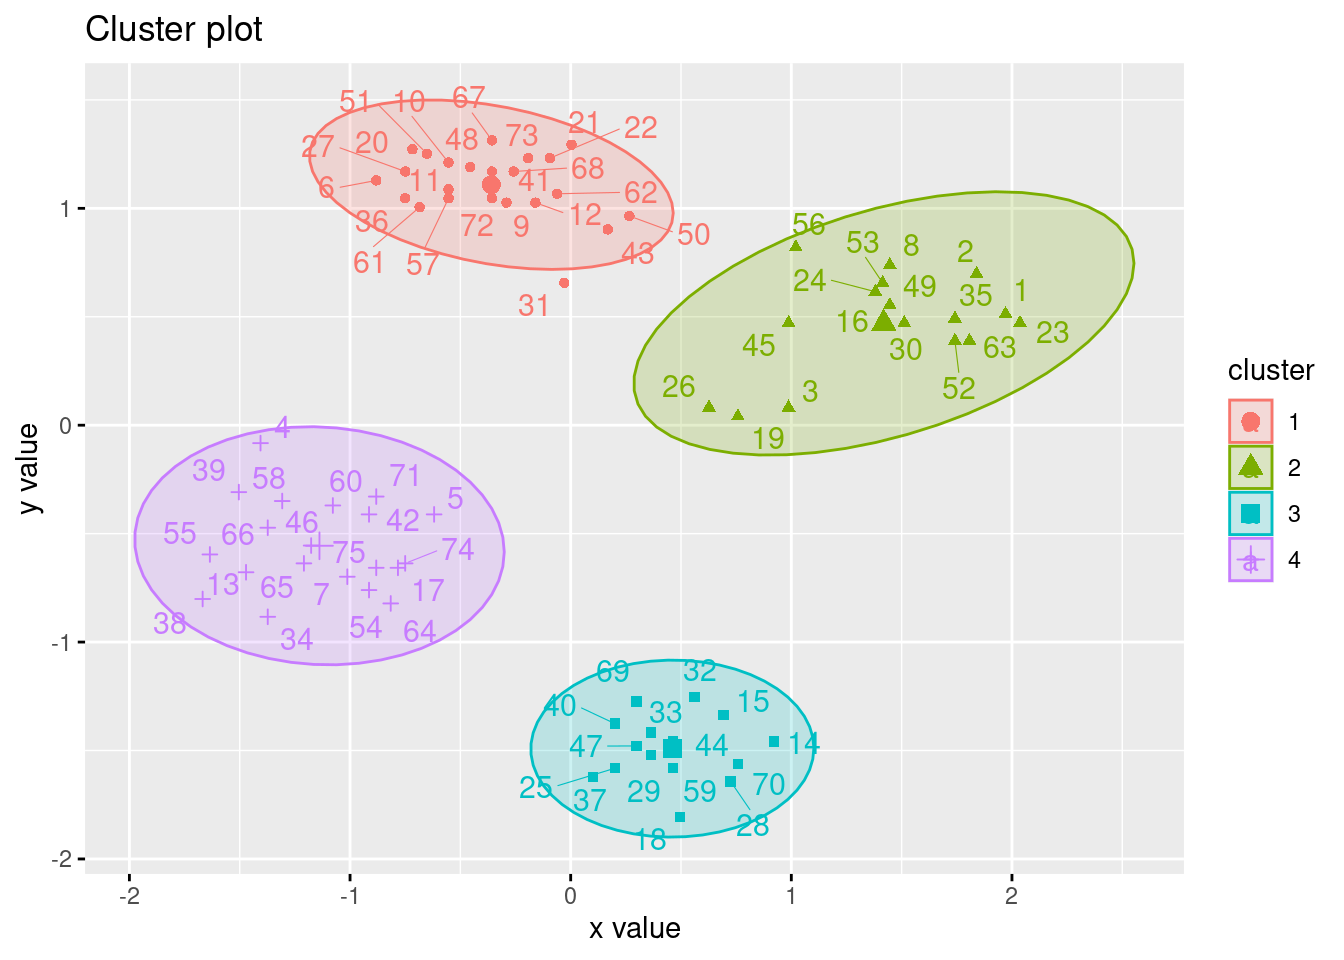 Cluster plot
51 10 67
21 22
27 20 48 73
68
6 11 41
62
36 72 9 12
50
61 57 43
31
56
53 8 2
24 49 35 1
16 23
45 30 63
52
26 3
19
4
39 58 60 71
5
55 66 46 42
75 74
13 65 7 17
38 34 54 64
69 32
40 33 15
47 44 14
25 37 29 59 70
28
18
1
0
-1
-2
-2 -1 0 1 2
x value
y value
cluster
a 1
a 2
a 3
a 4